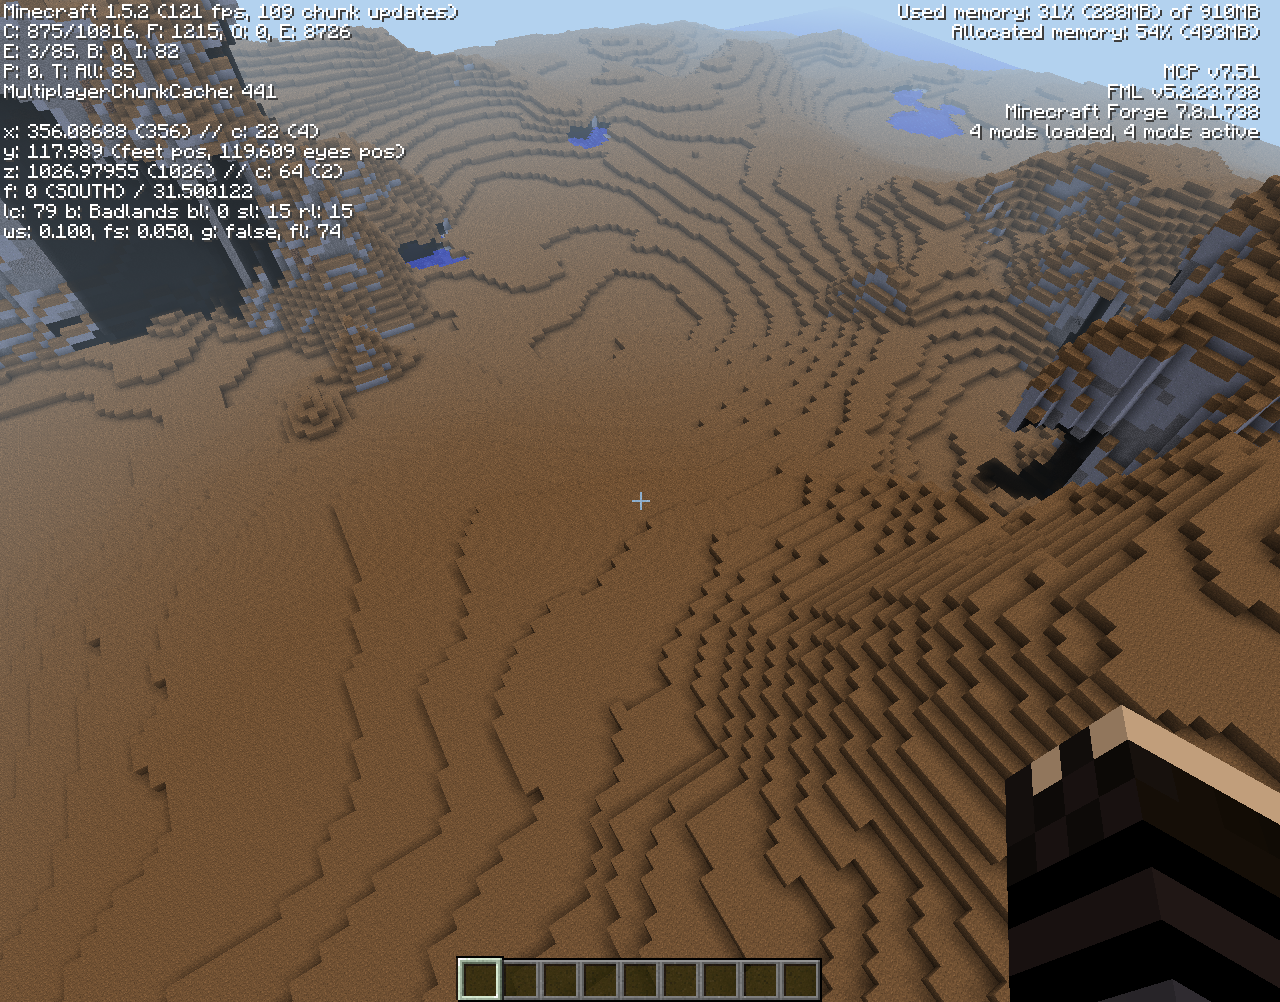 Minecraft 1.5.2 (121 fps, 109 chunk updates)
C: 875/10816. F: 1215, O: 0, E: 8726
E: 3/85. B: 0, I: 82
P: 0. T: All: 85
MultiplayerChunkCache: 441
x: 356.08688 (356) // c: 22 (4)
y: 117.989 (feet pos, 119.609 eyes pos)
z: 1026.97955 (1026) // c: 64 (2)
f: 0 (SOUTH) / 31.500122
lc: 79 b: Badlands bl: 0 sl: 15 rl: 15
ws: 0.100, fs: 0.050, g: false, fl: 74
Used memory: 31% (288MB) of 910MB
Allocated memory: 54% (493MB)
MCP v7.51
FML v5.2.23.738
Minecraft Forge 7.8.1.738
4 mods loaded, 4 mods active